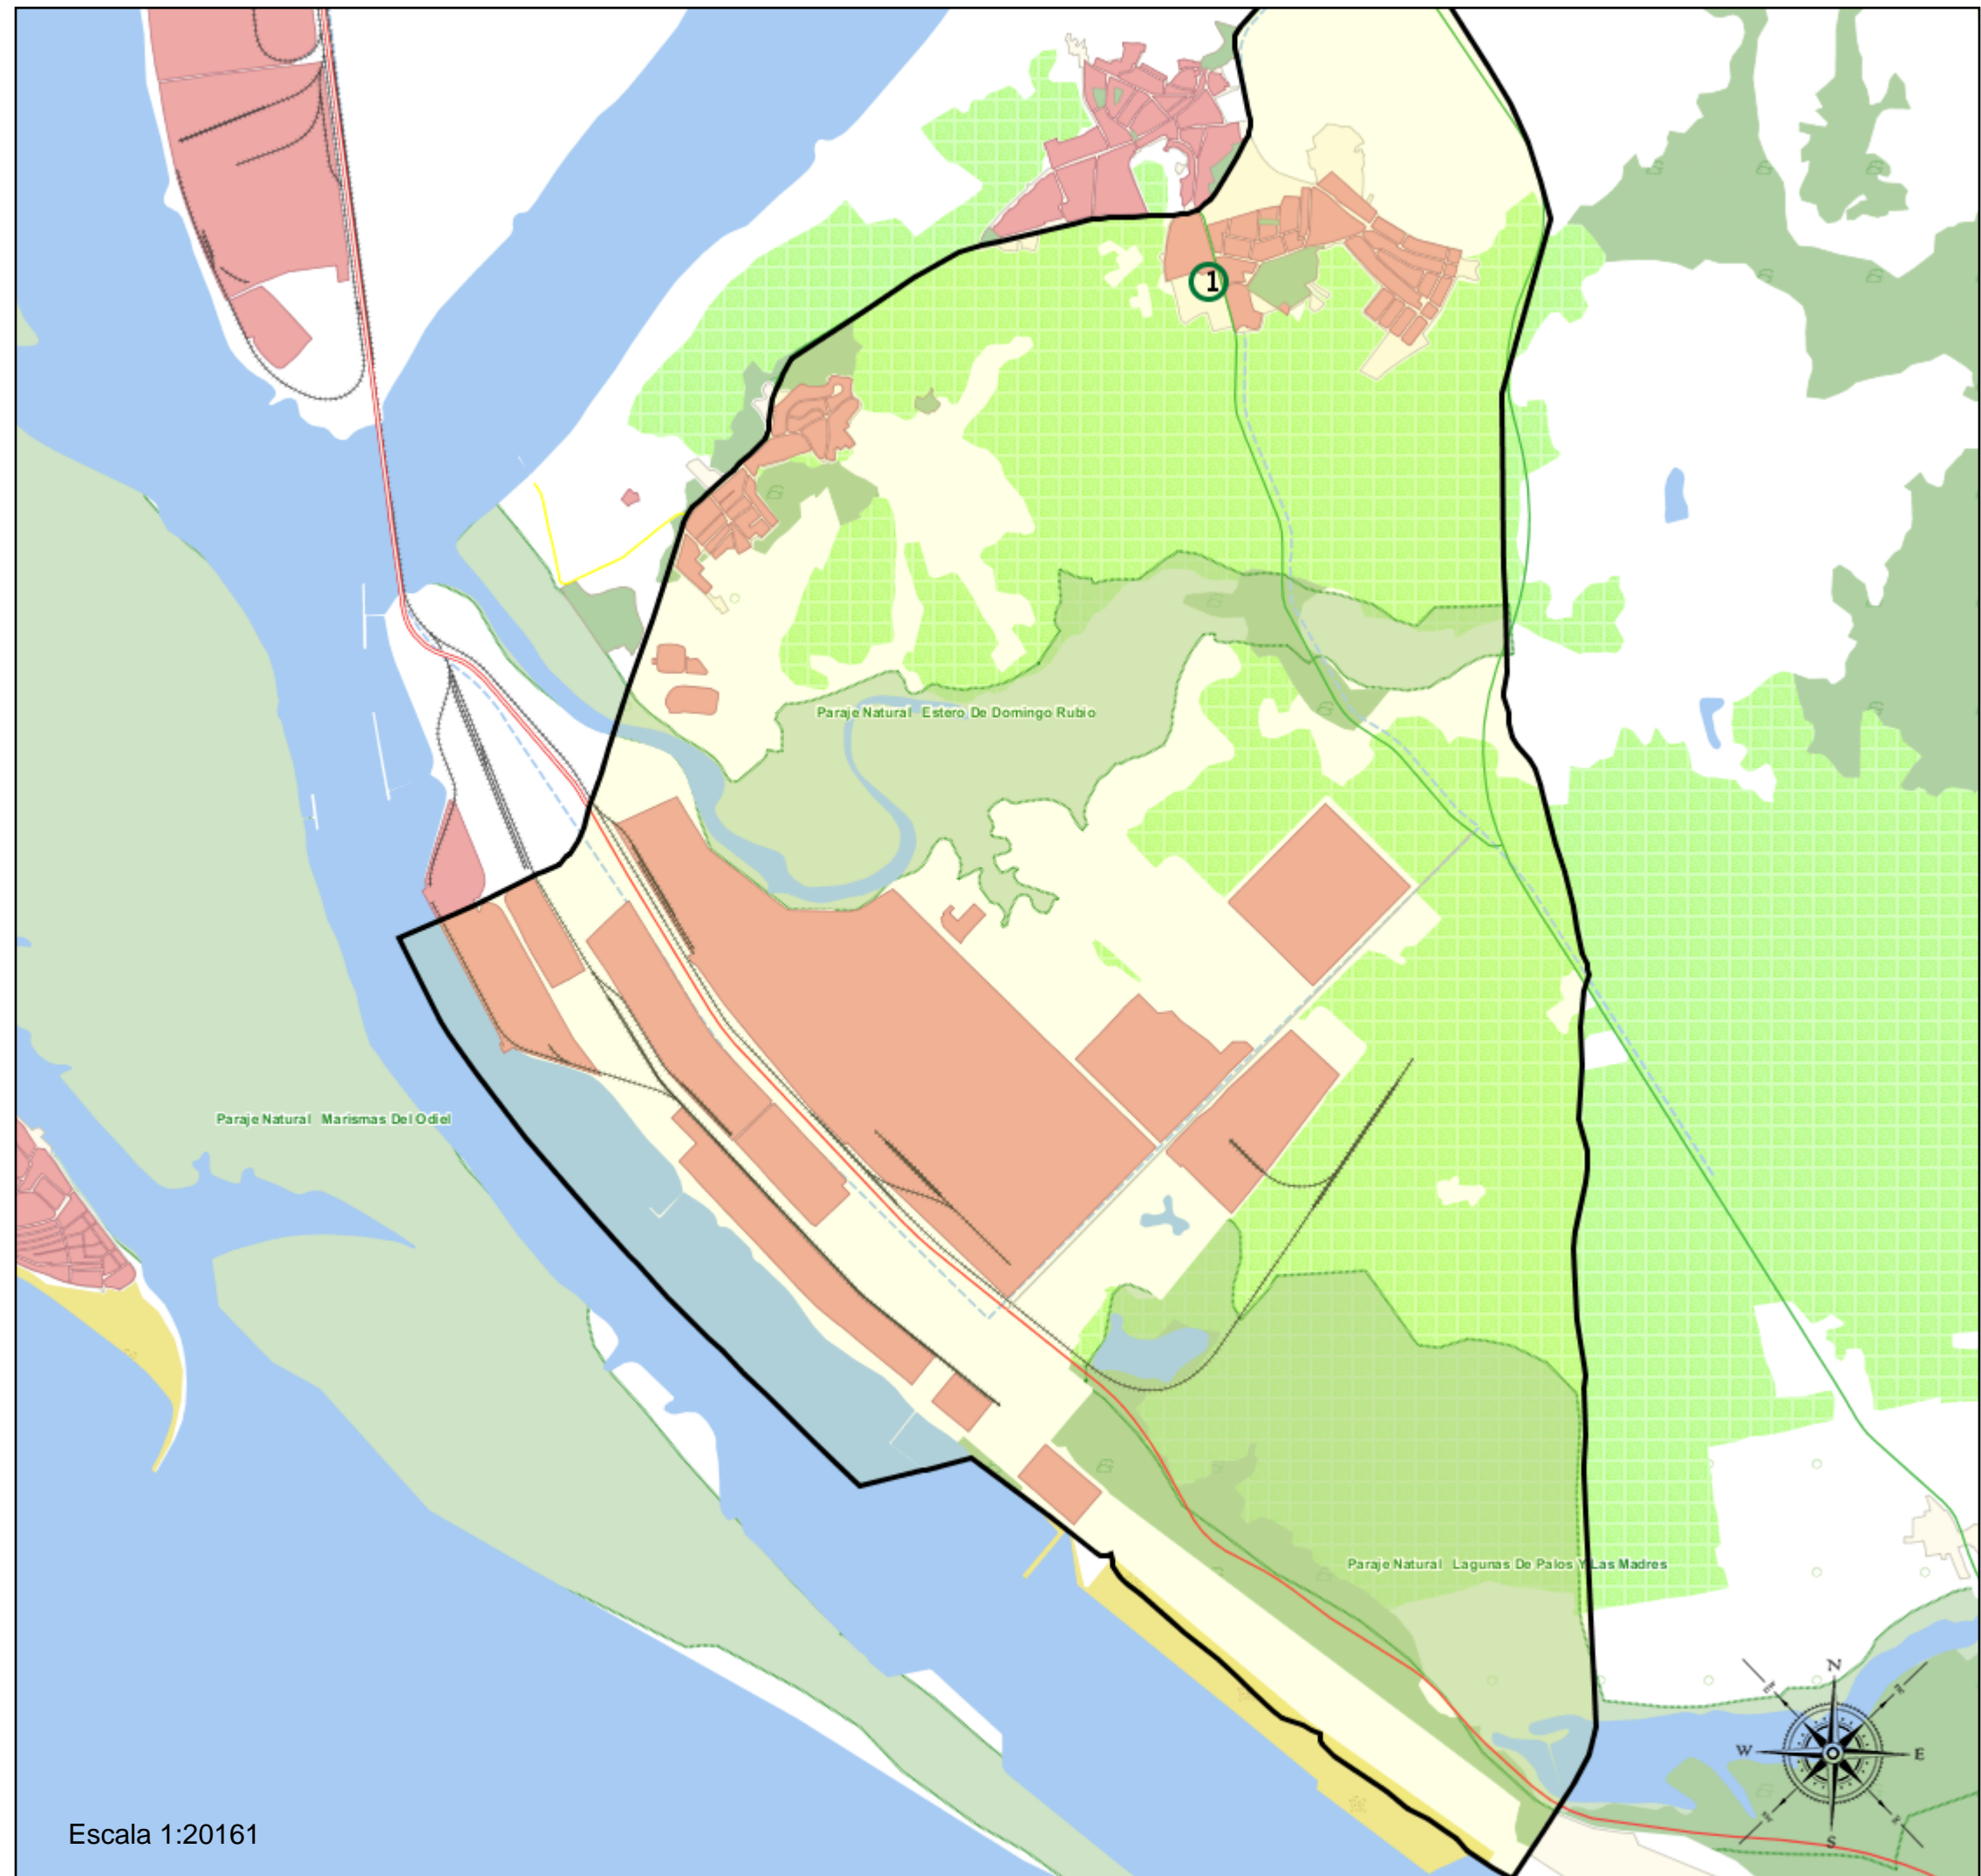 1
Paraje Natural Estero De Domingo Rubio
Paraje Natural Marismas Del Odiel
Paraje Natural Lagunas De Palos Y Las Madres
N
W
E
S
Escala 1:20161